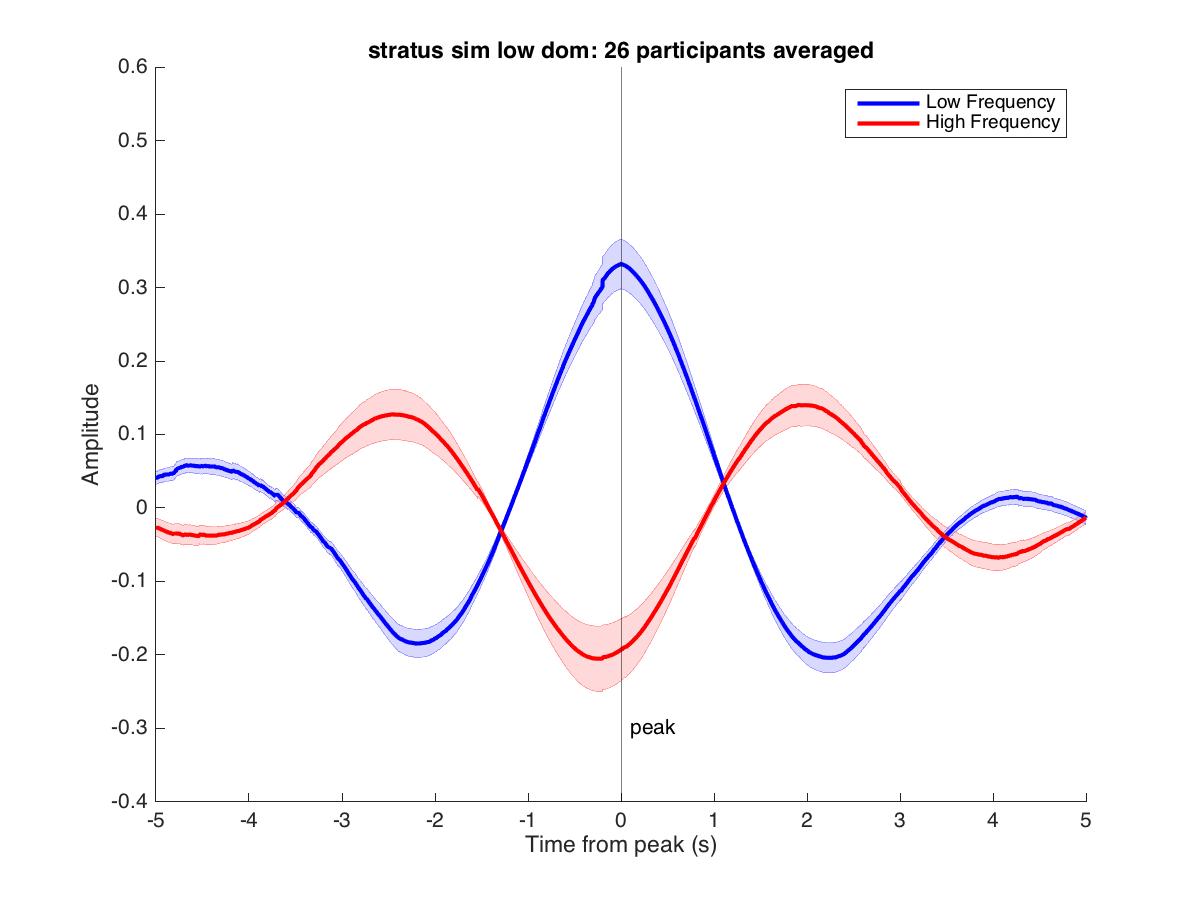 stratus sim low dom: 26 participants averaged
Low Frequency
High Frequency
0.6
0.5
0.4
0.3
0.2
0.1
0
-0.1
-0.2
-0.3
-0.4
Amplitude
peak
-5 -4 -3 -2 -1 0 1 2 3 4 5
Time from peak (s)